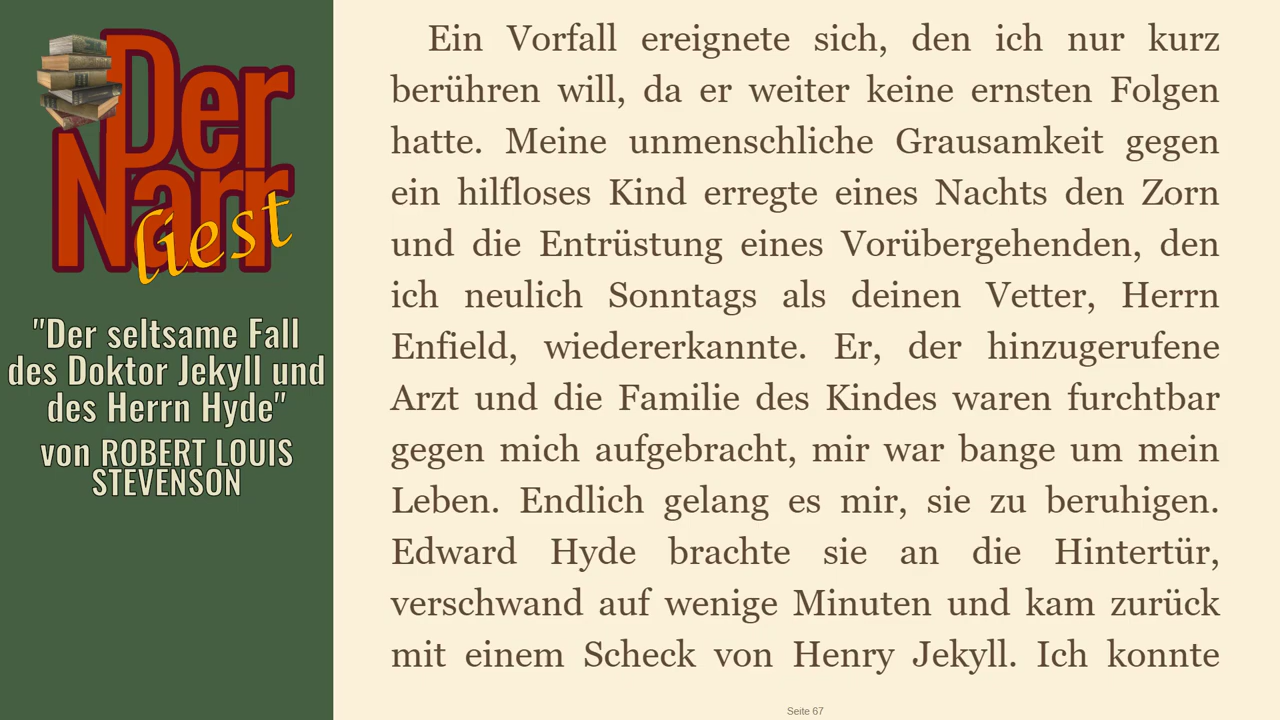 Der
Narr
liest
"Der seltsame Fall
des Doktor Jekyll und
des Herrn Hyde"
von ROBERT LOUIS
STEVENSON
Ein Vorfall ereignete sich, den ich nur kurz
berühren will, da er weiter keine ernsten Folgen
hatte. Meine unmenschliche Grausamkeit gegen
ein hilfloses Kind erregte eines Nachts den Zorn
und die Entrüstung eines Vorübergehenden, den
ich neulich Sonntags als deinen Vetter, Herrn
Enfield, wiedererkannte. Er, der hinzugerufene
Arzt und die Familie des Kindes waren furchtbar
gegen mich aufgebracht, mir war bange um mein
Leben. Endlich gelang es mir, sie zu beruhigen.
Edward Hyde brachte sie an die Hintertür,
verschwand auf wenige Minuten und kam zurück
mit einem Scheck von Henry Jekyll. Ich konnte
Seite 67